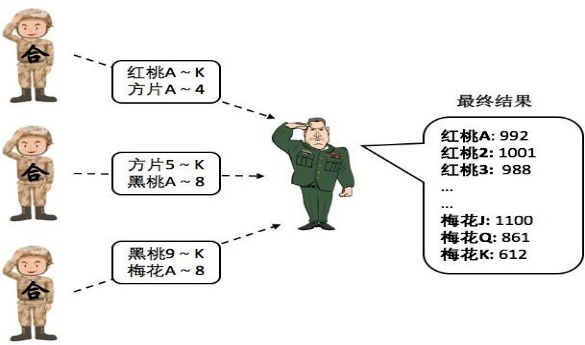 合
红桃A~K
方片A~4
合
方片5~K
黑桃A~8
合
黑桃9~K
梅花A~8
最终结果
红桃A: 992
红桃2: 1001
红桃3: 988
...
...
梅花J: 1100
梅花Q: 861
梅花K: 612